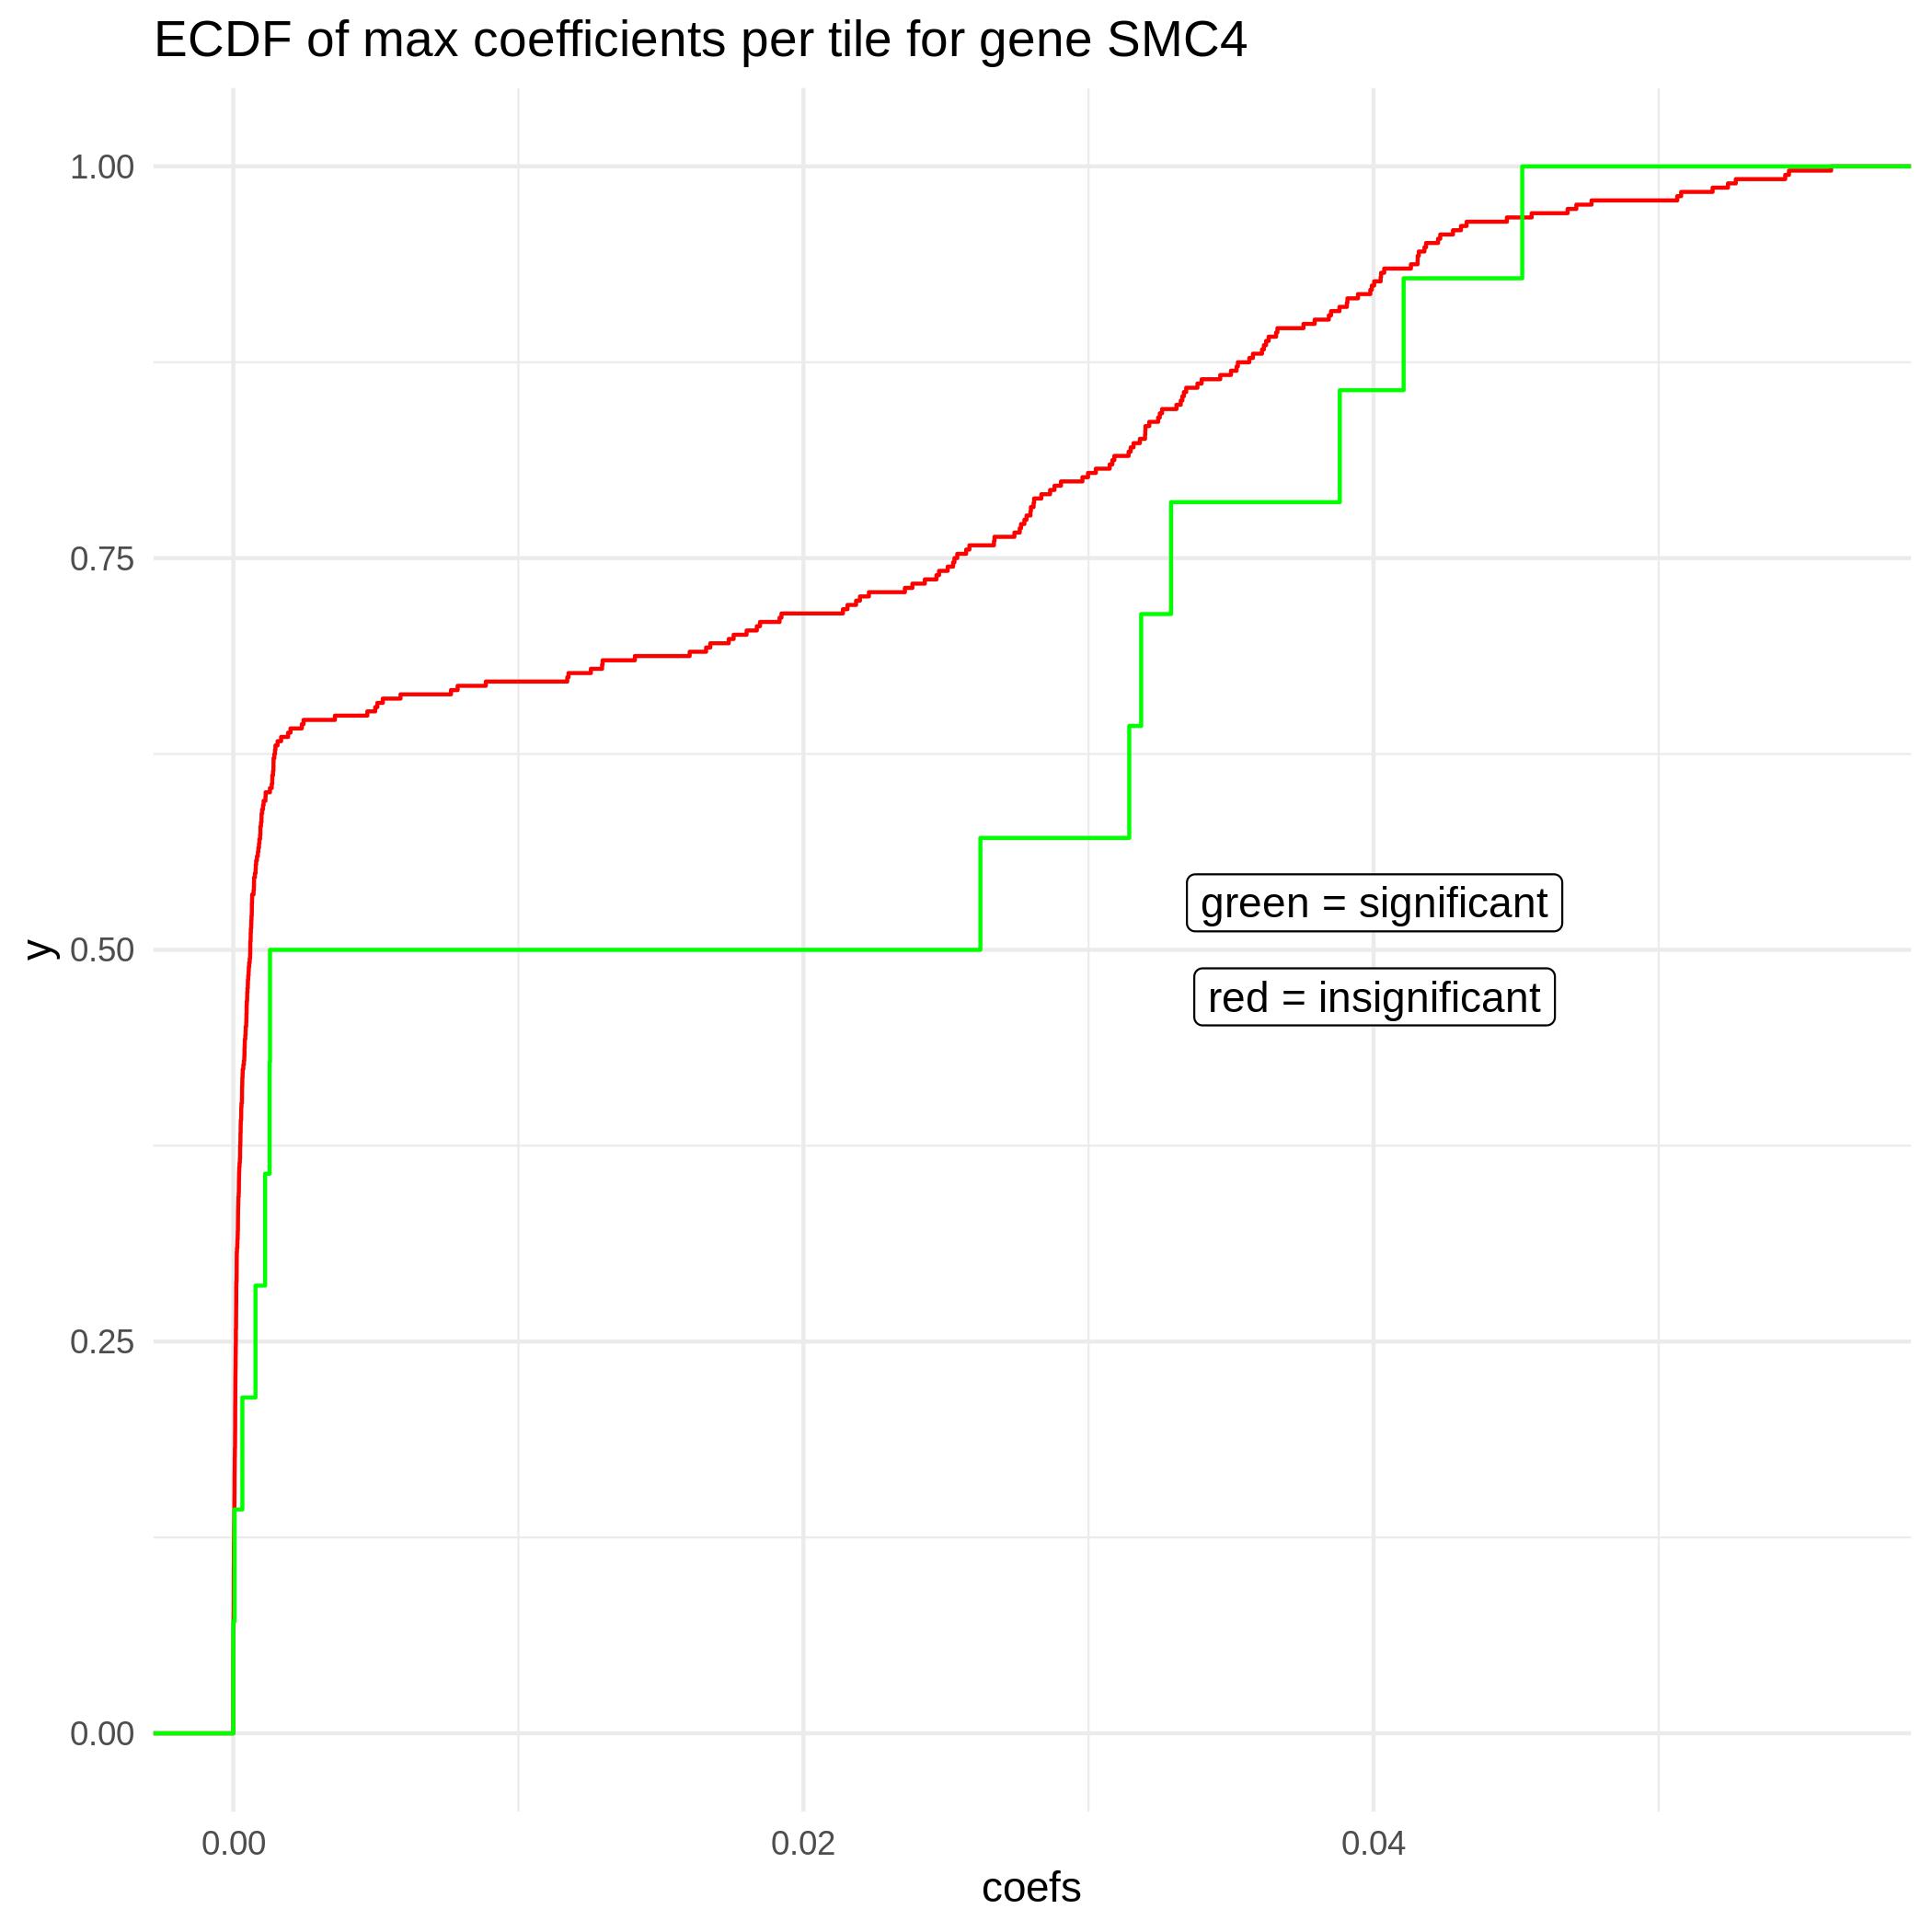 ECDF of max coefficients per tile for gene SMC4
1.00
0.75
0.50
0.25
0.00
y
green = significant
red = insignificant
0.00 0.02 0.04
coefs